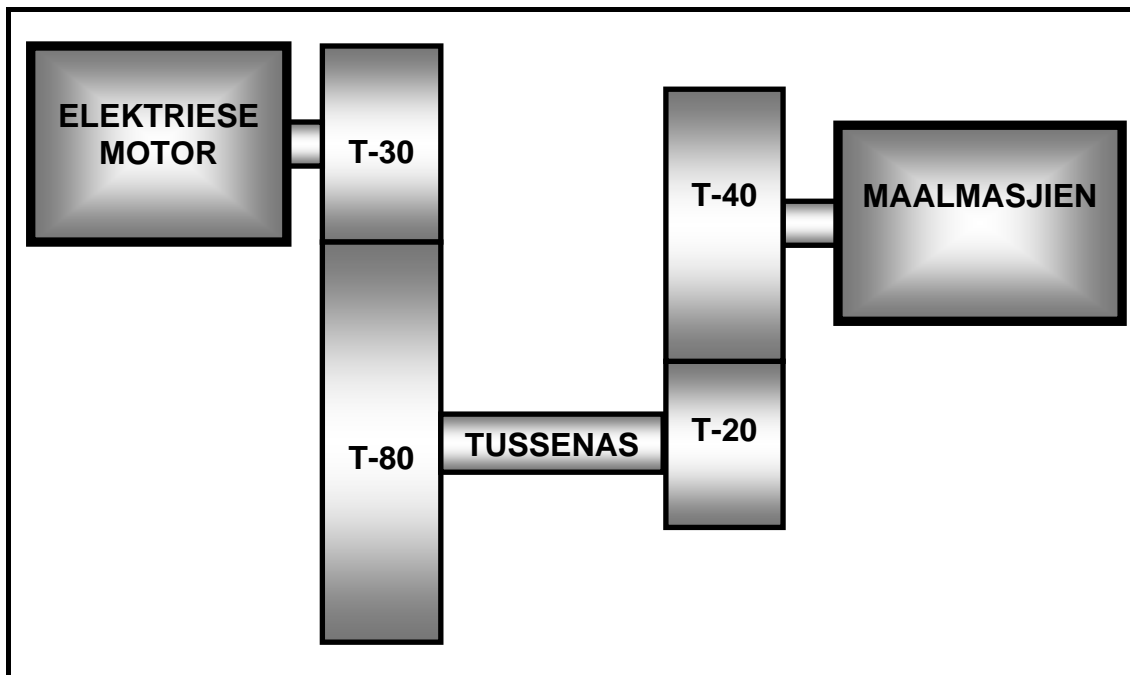 ELEKTRIESE
MOTOR
T-30
T-40
MAALMASJIEN
T-80
TUSSENAS
T-20